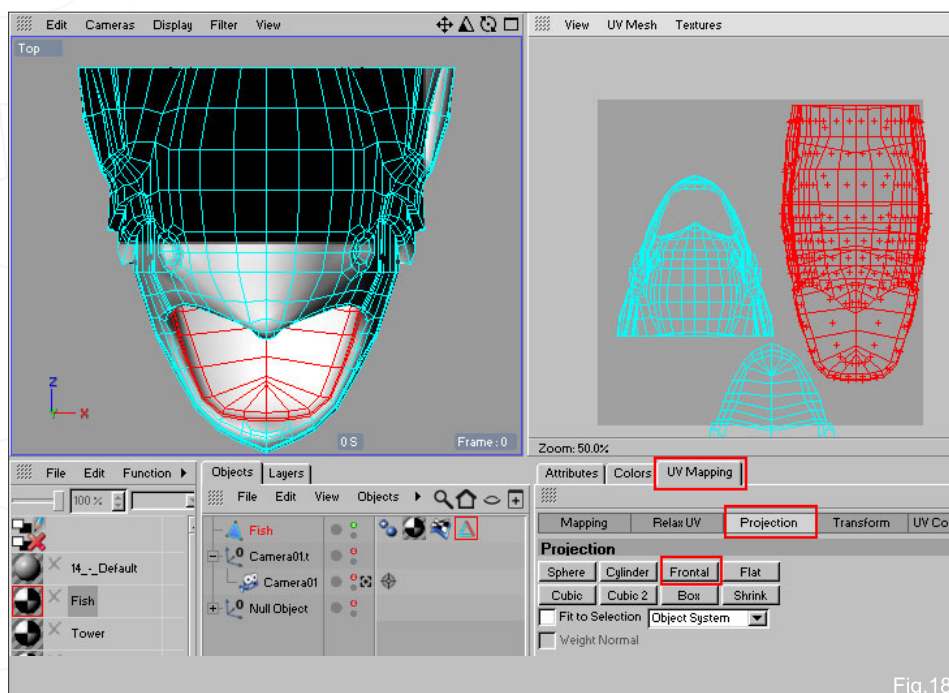 Edit Cameras Display Filter View
Top
Z
Y X
0 S Frame : 0
View UV Mesh Textures
Zoom: 50.0%
File Edit Function
100 %
14_-_Default
Fish
Tower
Objects Layers
File Edit View Objects
Fish
Camera01.t
Camera01
Null Object
Attributes Colors UV Mapping
Mapping Relax UV Projection Transform UV Co
Projection
Sphere Cylinder Frontal Flat
Cubic Cubic 2 Box Shrink
Fit to Selection Object System
Weight Normal
Fig.18